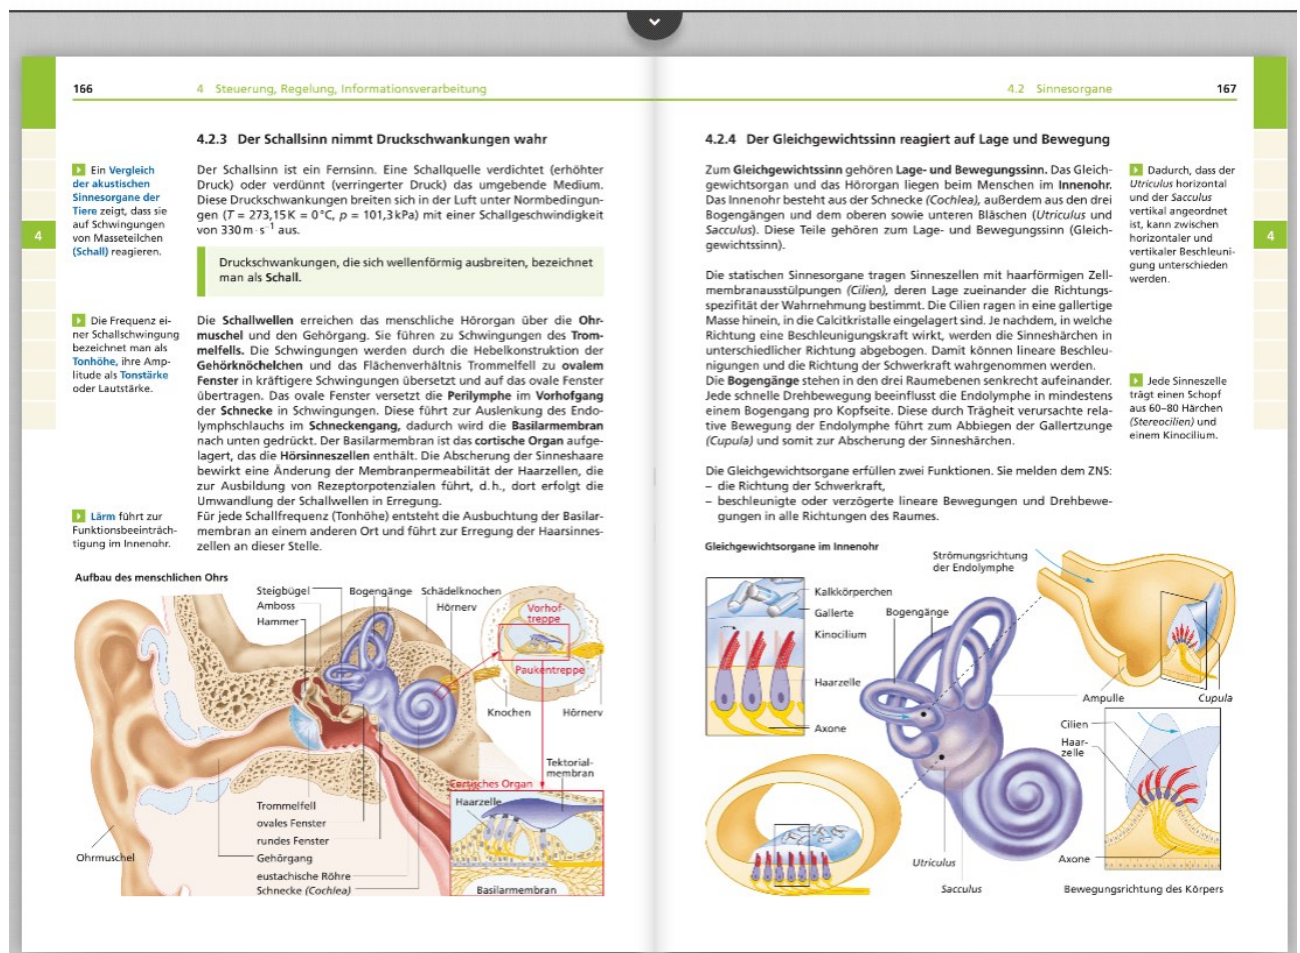 166
4 Steuerung, Regelung, Informationsverarbeitung
4.2.3 Der Schallsinn nimmt Druckschwankungen wahr
Ein Vergleich
der akustischen
Sinnesorgane der
Tiere zeigt, dass sie
auf Schwingungen
von Masseteilchen
(Schall) reagieren.
Der Schallsinn ist ein Fernsinn. Eine Schallquelle verdichtet (erhöhter
Druck) oder verdünnt (verringerter Druck) das umgebende Medium.
Diese Druckschwankungen breiten sich in der Luft unter Normbedingun-
gen (T = 273,15 K = 0 °C, p = 101,3 kPa) mit einer Schallgeschwindigkeit
von 330 m · s⁻¹ aus.
4
Druckschwankungen, die sich wellenförmig ausbreiten, bezeichnet
man als Schall.
Die Frequenz ei-
ner Schallschwingung
bezeichnet man als
Tonhöhe, ihre Amp-
litude als Tonstärke
oder Lautstärke.
Die Schallwellen erreichen das menschliche Hörorgan über die Ohr-
muschel und den Gehörgang. Sie führen zu Schwingungen des Trom-
melfells. Die Schwingungen werden durch die Hebelkonstruktion der
Gehörknöchelchen und das Flächenverhältnis Trommelfell zu ovalem
Fenster in kräftigere Schwingungen übersetzt und auf das ovale Fenster
übertragen. Das ovale Fenster versetzt die Perilymphe im Vorhofgang
der Schnecke in Schwingungen. Diese führt zur Auslenkung des Endo-
lymphschlauchs im Schneckengang, dadurch wird die Basilarmembran
nach unten gedrückt. Der Basilarmembran ist das cortische Organ aufge-
lagert, das die Hörsinneszellen enthält. Die Abscherung der Sinneshaare
bewirkt eine Änderung der Membranpermeabilität der Haarzellen, die
zur Ausbildung von Rezeptorpotenzialen führt, d. h., dort erfolgt die
Umwandlung der Schallwellen in Erregung.
Lärm führt zur
Funktionsbeeinträch-
tigung im Innenohr.
Für jede Schallfrequenz (Tonhöhe) entsteht die Ausbuchtung der Basilar-
membran an einem anderen Ort und führt zur Erregung der Haarsinnes-
zellen an dieser Stelle.
Aufbau des menschlichen Ohrs
Steigbügel
Amboss
Hammer
Bogengänge
Schädelknochen
Hörnerv
Vorhof-
treppe
Paukentreppe
Knochen
Hörnerv
Tektorial-
membran
Cortisches Organ
Haarzelle
Trommelfell
ovales Fenster
rundes Fenster
Gehörgang
eustachische Röhre
Schnecke (Cochlea)
Ohrmuschel
Basilarmembran
4.2 Sinnesorgane
167
4.2.4 Der Gleichgewichtssinn reagiert auf Lage und Bewegung
Zum Gleichgewichtssinn gehören Lage- und Bewegungssinn. Das Gleich-
gewichtsorgan und das Hörorgan liegen beim Menschen im Innenohr.
Das Innenohr besteht aus der Schnecke (Cochlea), außerdem aus den drei
Bogengängen und dem oberen sowie unteren Bläschen (Utriculus und
Sacculus). Diese Teile gehören zum Lage- und Bewegungssinn (Gleich-
gewichtssinn).
Dadurch, dass der
Utriculus horizontal
und der Sacculus
vertikal angeordnet
ist, kann zwischen
horizontaler und
vertikaler Beschleuni-
gung unterschieden
werden.
4
Die statischen Sinnesorgane tragen Sinneszellen mit haarförmigen Zell-
membranausstülpungen (Cilien), deren Lage zueinander die Richtungs-
spezifität der Wahrnehmung bestimmt. Die Cilien ragen in eine gallertige
Masse hinein, in die Calcitkristalle eingelagert sind. Je nachdem, in welche
Richtung eine Beschleunigungskraft wirkt, werden die Sinneshärchen in
unterschiedlicher Richtung abgebogen. Damit können lineare Beschleu-
nigungen und die Richtung der Schwerkraft wahrgenommen werden.
Die Bogengänge stehen in den drei Raumebenen senkrecht aufeinander.
Jede schnelle Drehbewegung beeinflusst die Endolymphe in mindestens
einem Bogengang pro Kopfseite. Diese durch Trägheit verursachte rela-
tive Bewegung der Endolymphe führt zum Abbiegen der Gallertzunge
(Cupula) und somit zur Abscherung der Sinneshärchen.
Jede Sinneszelle
trägt einen Schopf
aus 60–80 Härchen
(Stereocilien) und
einem Kinocilium.
Die Gleichgewichtsorgane erfüllen zwei Funktionen. Sie melden dem ZNS:
– die Richtung der Schwerkraft,
– beschleunigte oder verzögerte lineare Bewegungen und Drehbewe-
gungen in alle Richtungen des Raumes.
Gleichgewichtsorgane im Innenohr
Strömungsrichtung
der Endolymphe
Kalkkörperchen
Gallerte
Kinocilium
Haarzelle
Axone
Bogengänge
Ampulle
Cupula
Cilien
Haar-
zelle
Axone
Utriculus
Sacculus
Bewegungsrichtung des Körpers